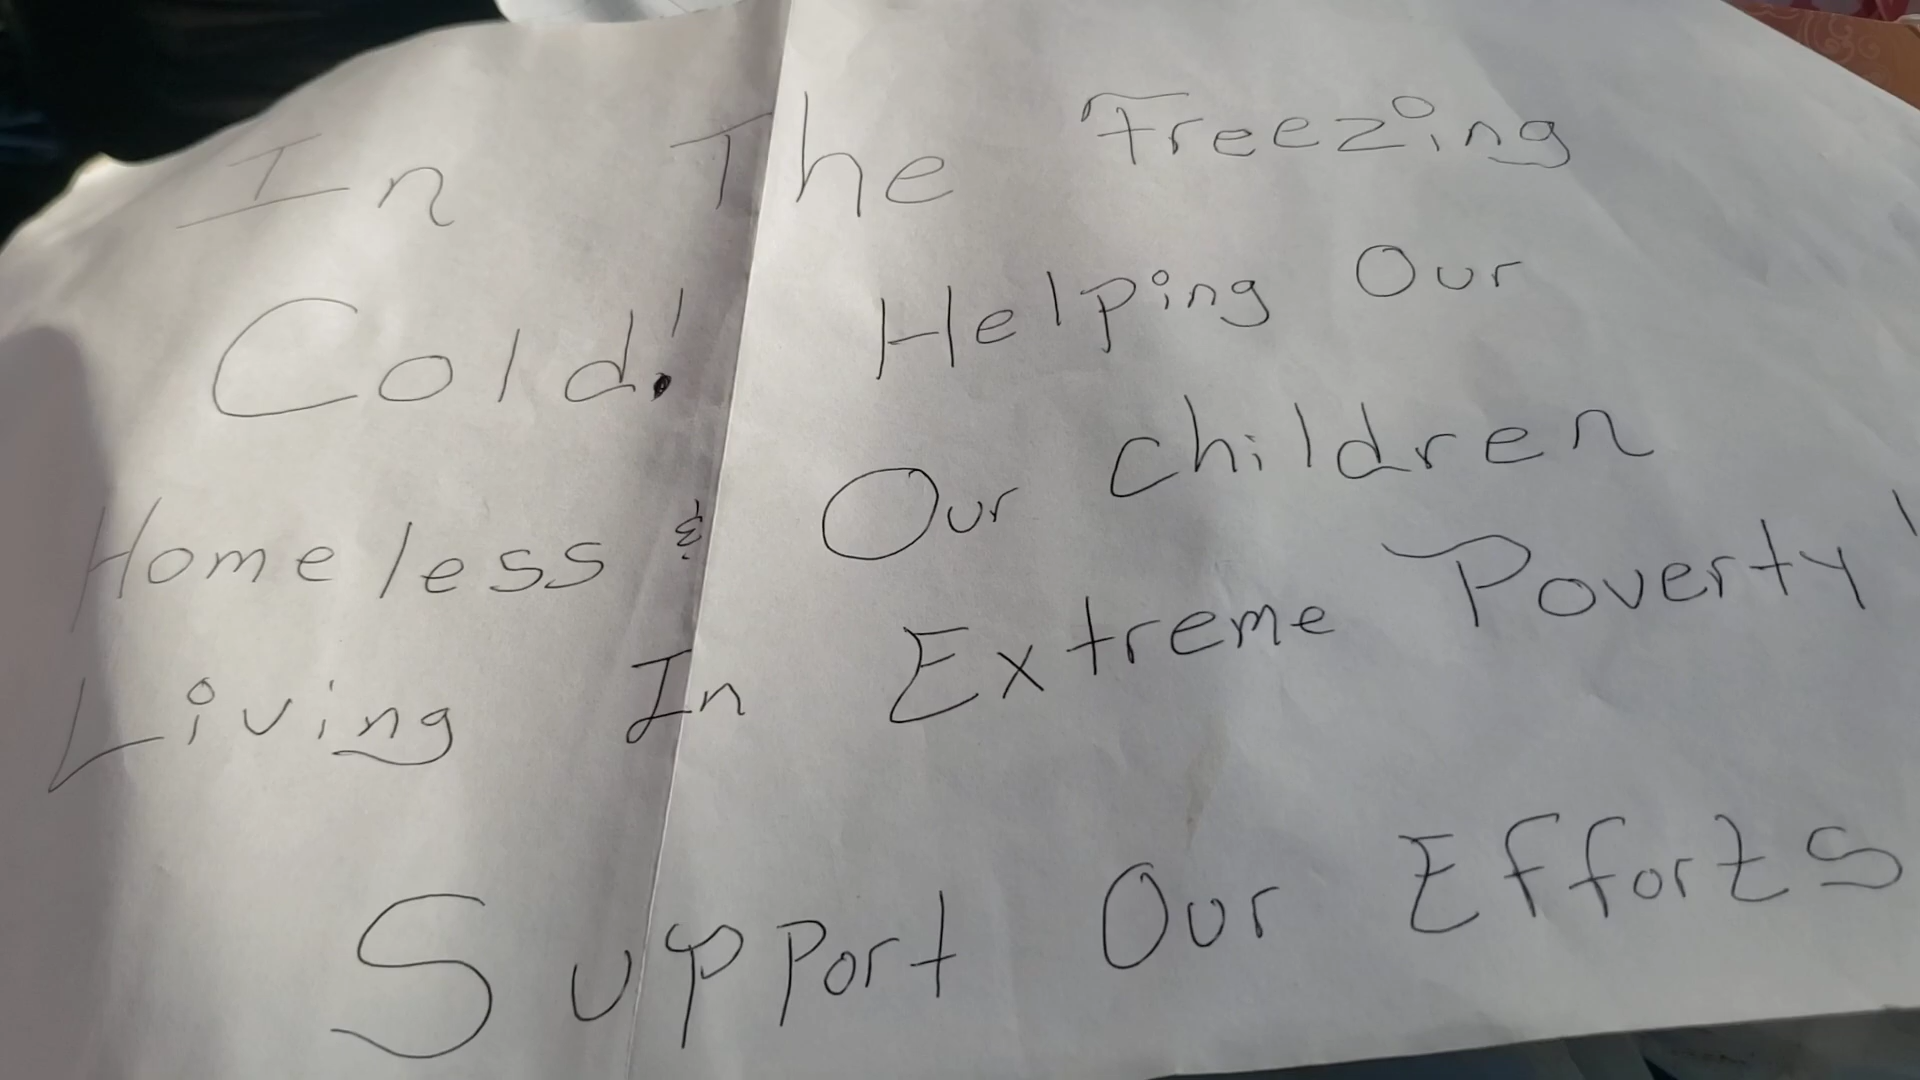 In The Freezing
Cold! Helping Our
Homeless & Our children
Living In Extreme Poverty!
Support Our Efforts